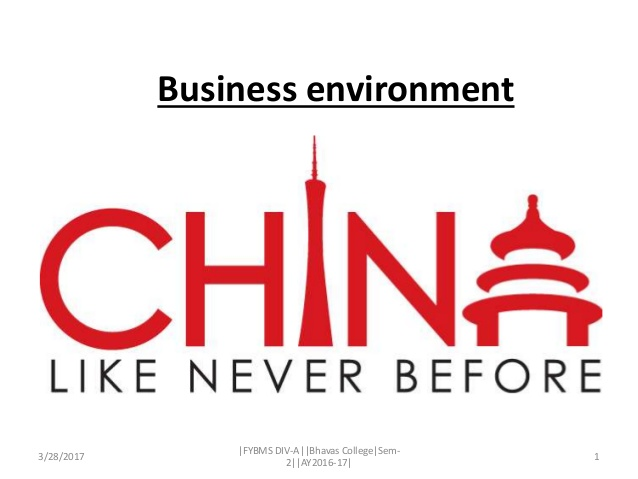 Business environment
CHINA
LIKE NEVER BEFORE
3/28/2017
|FYBMS DIV-A||Bhavas College|Sem-
2||AY2016-17|
1